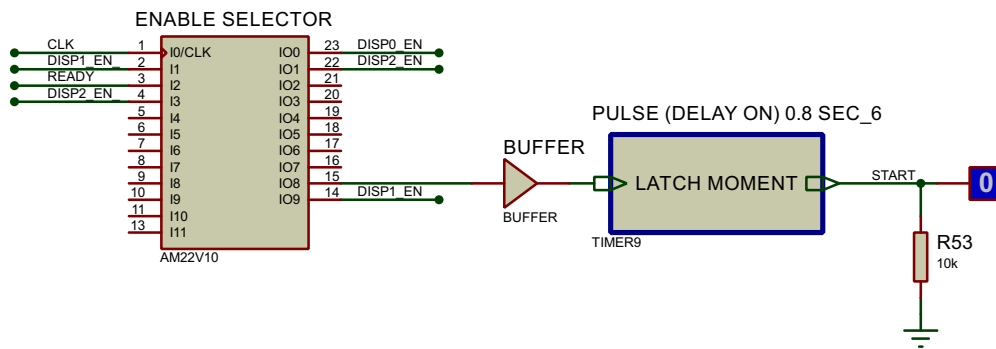 ENABLE SELECTOR
CLK 1 I0/CLK IO0 23 DISP0_EN
DISP1_EN_ 2 I1 IO1 22 DISP2_EN
READY 3 I2 IO2 21
DISP2_EN_ 4 I3 IO3 20
5 I4 IO4 19
6 I5 IO5 18
7 I6 IO6 17
8 I7 IO7 16
9 I8 IO8 15
10 I9 IO9 14 DISP1_EN
11 I10
13 I11
AM22V10
BUFFER
BUFFER
PULSE (DELAY ON) 0.8 SEC_6
LATCH MOMENT
TIMER9
START
0
R53
10k